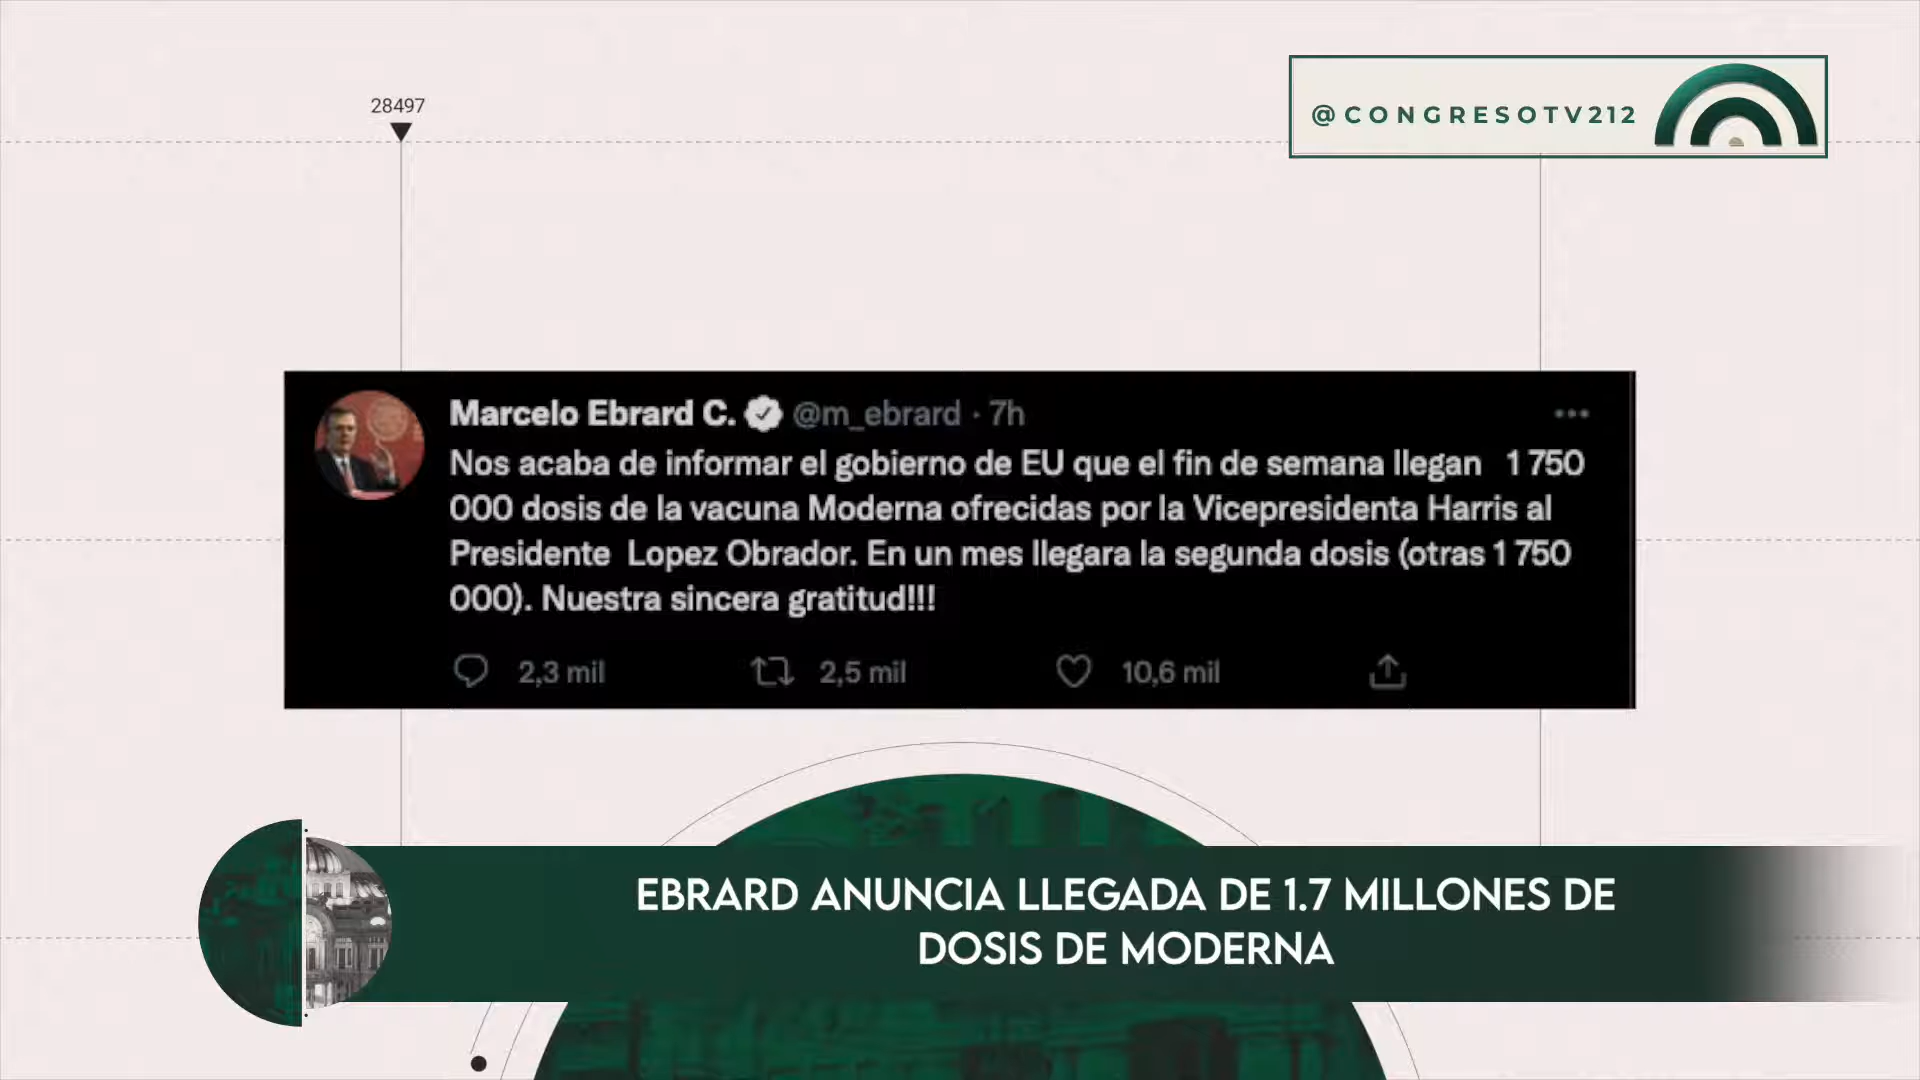 28497
@CONGRESOTV212
Marcelo Ebrard C. @m_ebrard · 7h
Nos acaba de informar el gobierno de EU que el fin de semana llegan 1 750
000 dosis de la vacuna Moderna ofrecidas por la Vicepresidenta Harris al
Presidente Lopez Obrador. En un mes llegara la segunda dosis (otras 1 750
000). Nuestra sincera gratitud!!!
2,3 mil 2,5 mil 10,6 mil
EBRARD ANUNCIA LLEGADA DE 1.7 MILLONES DE
DOSIS DE MODERNA